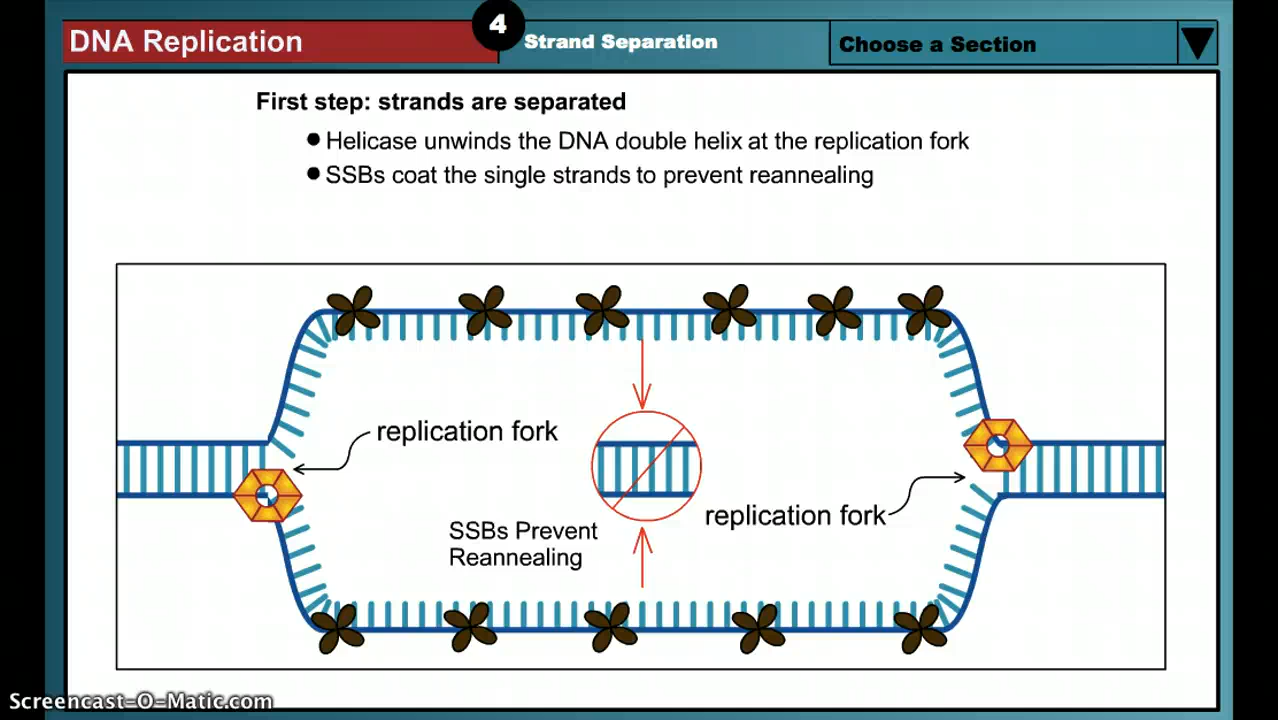 DNA Replication
4
Strand Separation
Choose a Section
First step: strands are separated
Helicase unwinds the DNA double helix at the replication fork
SSBs coat the single strands to prevent reannealing
replication fork
replication fork
SSBs Prevent
Reannealing
Screencast-O-Matic.com